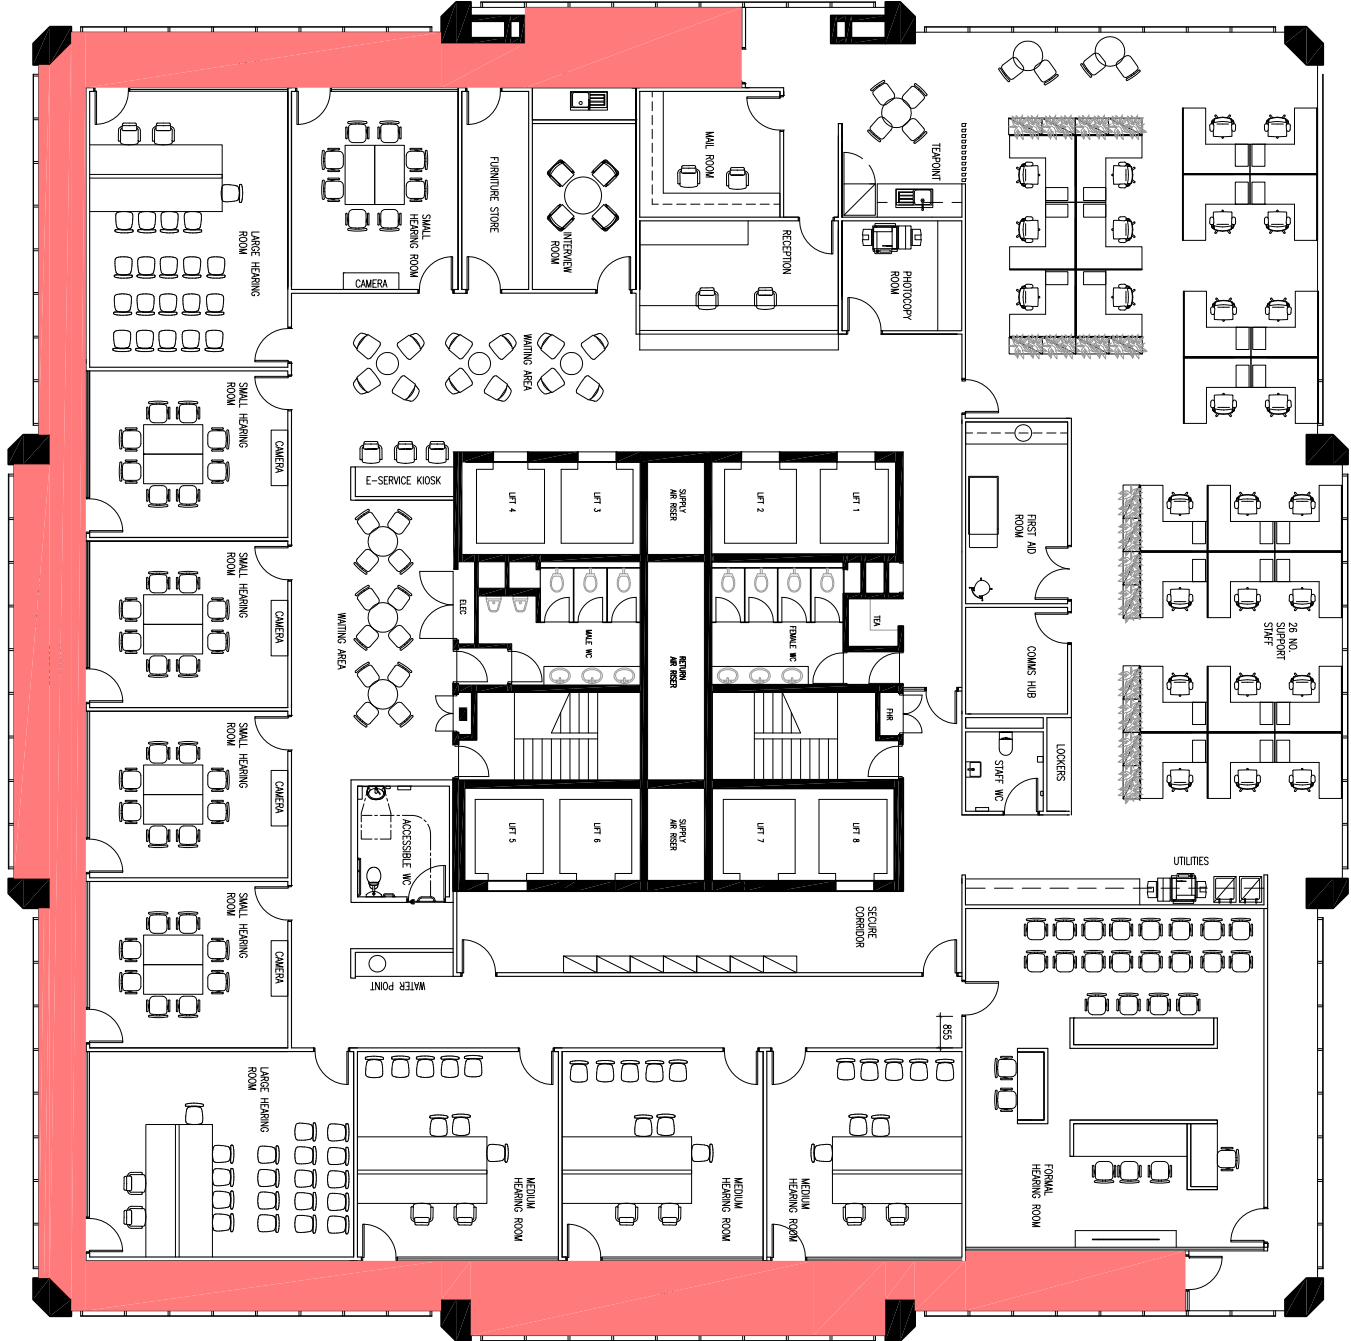 MAIL ROOM
TEAPOINT
FURNITURE STORE
SMALL
HEARING ROOM
CAMERA
LARGE HEARING
ROOM
INTERVIEW
ROOM
RECEPTION
PHOTOCOPY
ROOM
WAITING AREA
SMALL HEARING
ROOM
CAMERA
E-SERVICE KIOSK
LIFT 4
LIFT 3
SUPPLY
AIR RISER
LIFT 2
LIFT 1
FIRST AID
ROOM
SMALL HEARING
ROOM
CAMERA
WAITING AREA
ELEC
MALE WC
RETURN
AIR RISER
FEMALE WC
TEA
COMMS HUB
26 NO.
SUPPORT
STAFF
FHR
LOCKERS
STAFF WC
SMALL HEARING
ROOM
CAMERA
ACCESSIBLE WC
LIFT 5
LIFT 6
SUPPLY
AIR RISER
LIFT 7
LIFT 8
UTILITIES
SMALL HEARING
ROOM
CAMERA
SECURE
CORRIDOR
WATER POINT
855
LARGE HEARING
ROOM
MEDIUM
HEARING ROOM
MEDIUM
HEARING ROOM
MEDIUM
HEARING ROOM
FORMAL
HEARING ROOM